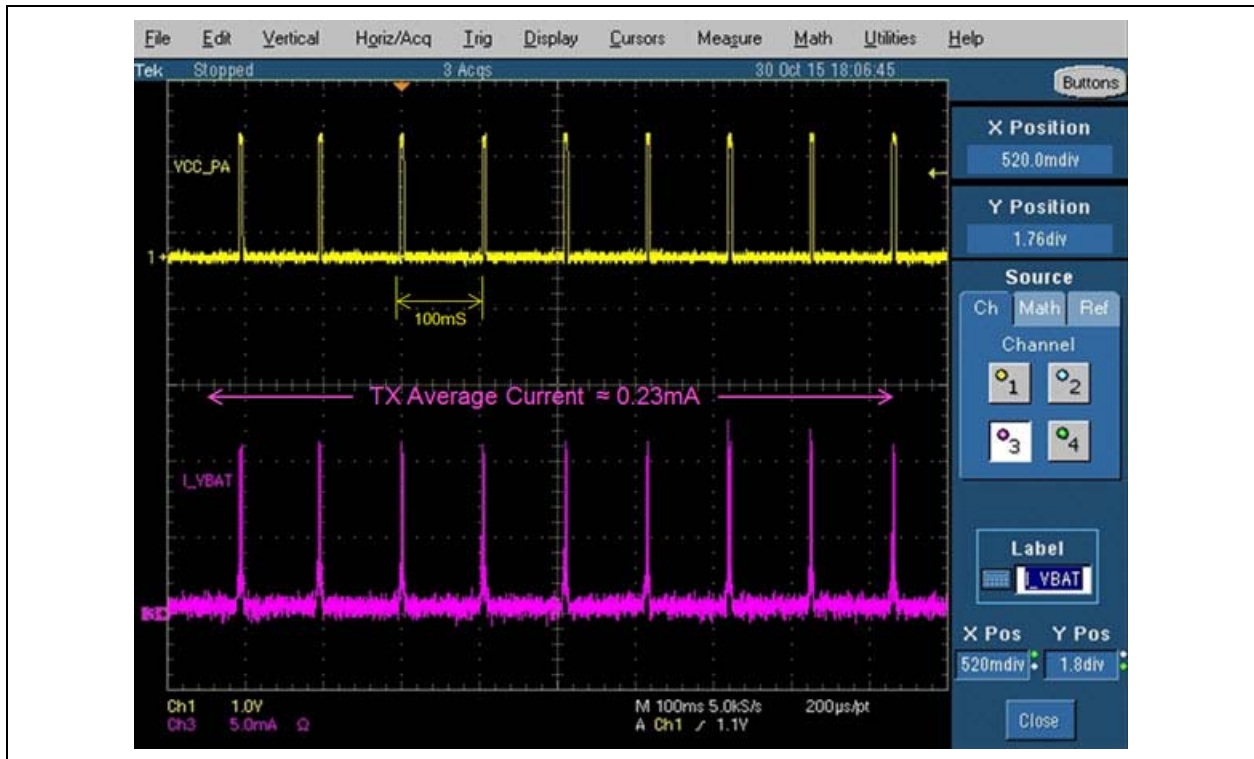 File Edit Vertical Horiz/Acq Trig Display Cursors Measure Math Utilities Help
Tek Stopped 3 Acqs 30 Oct 15 18:06:45
Buttons
X Position
520.0mdiv
Y Position
1.76div
Source
Ch Math Ref
Channel
1 2
3 4
Label
I_VBAT
X Pos Y Pos
520mdiv 1.8div
Close
VCC_PA
1
100mS
TX Average Current ≈ 0.23mA
I_VBAT
Ch1 1.0V M 100ms 5.0kS/s 200µs/pt
Ch3 5.0mA Ω A Ch1 ∕ 1.1V